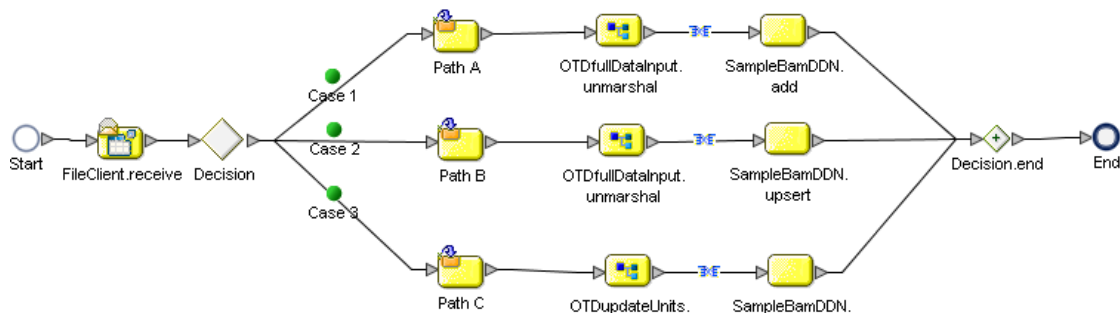 Path A
OTDfullDataInput.
unmarshal
SampleBamDDN.
add
Case 1
Start
FileClient.receive
Decision
Case 2
Path B
OTDfullDataInput.
unmarshal
SampleBamDDN.
upsert
Decision.end
End
Case 3
Path C
OTDupdateUnits.
SampleBamDDN.